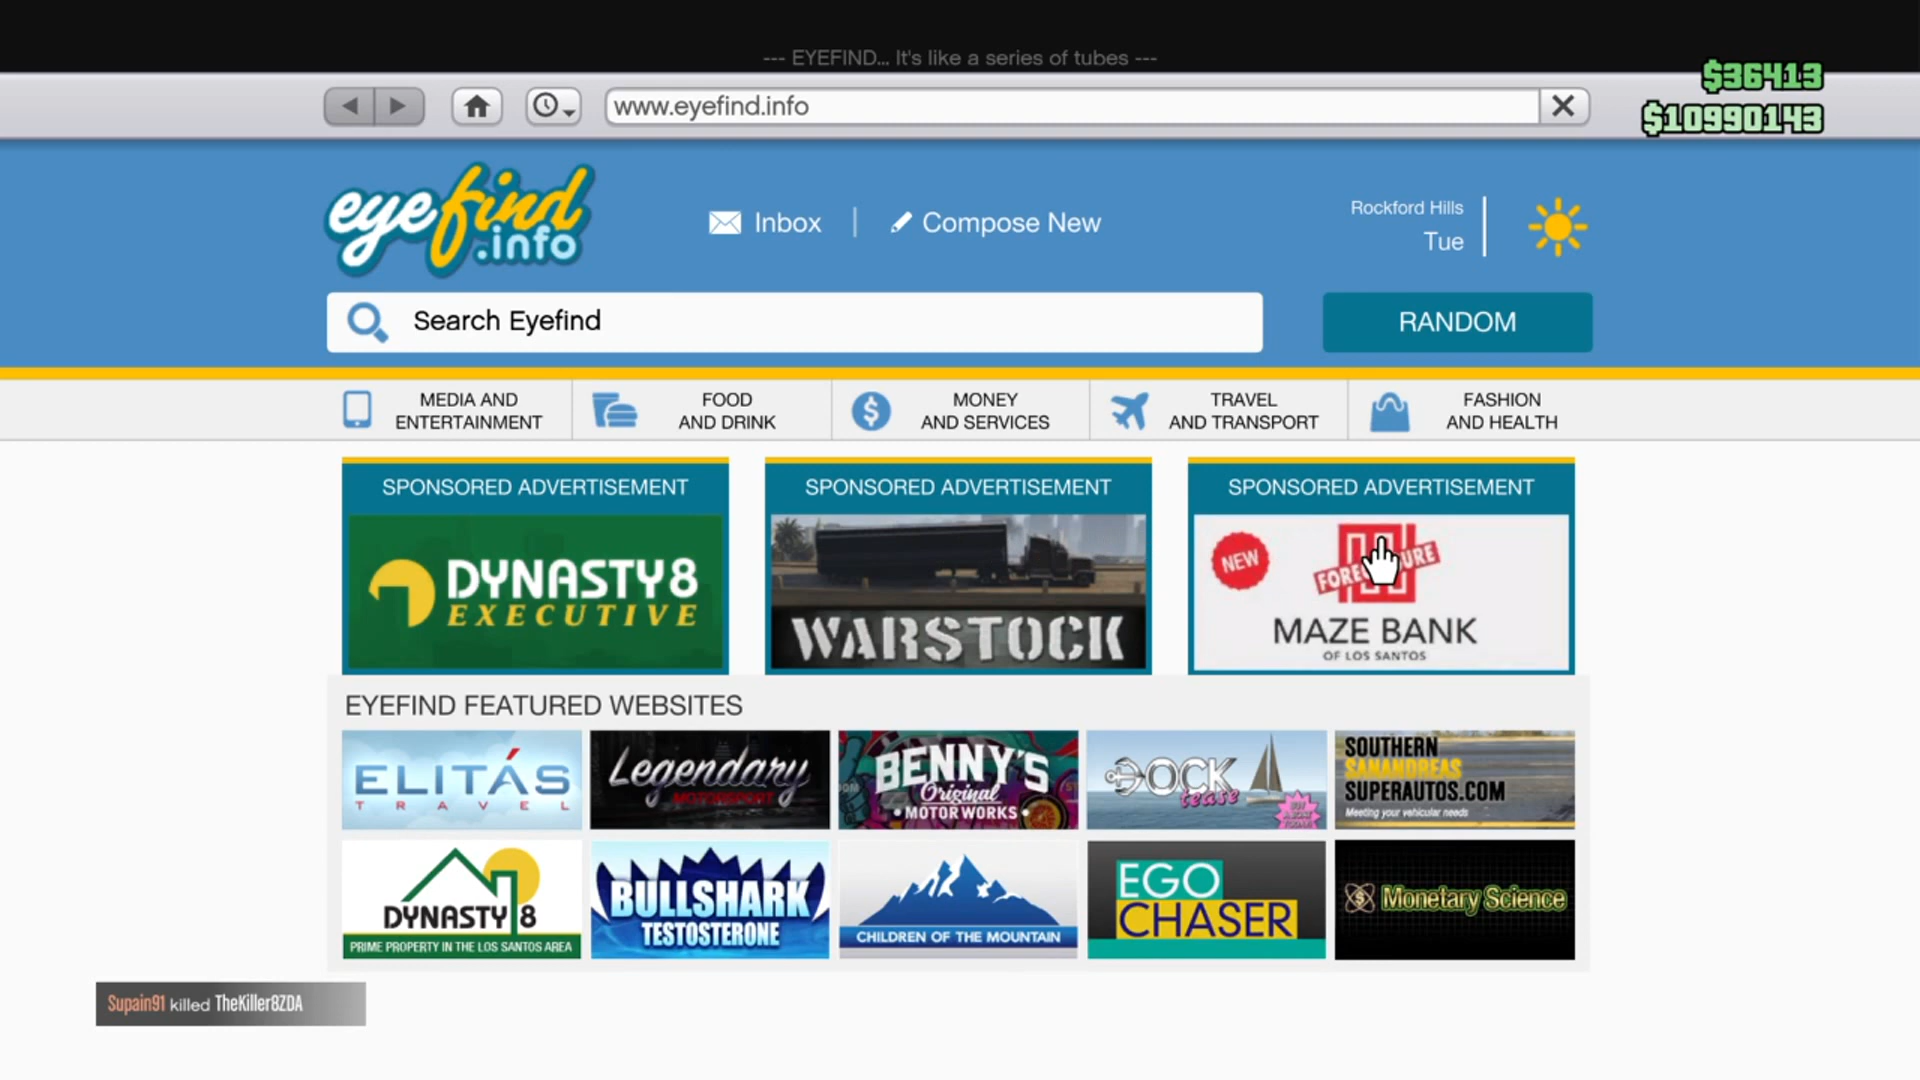 --- EYEFIND... It's like a series of tubes ---
$36413
www.eyefind.info
$10990143
eyefind.info
Inbox
Compose New
Rockford Hills
Tue
Search Eyefind
RANDOM
MEDIA AND
ENTERTAINMENT
FOOD
AND DRINK
MONEY
AND SERVICES
TRAVEL
AND TRANSPORT
FASHION
AND HEALTH
SPONSORED ADVERTISEMENT
DYNASTY8
EXECUTIVE
SPONSORED ADVERTISEMENT
WARSTOCK
SPONSORED ADVERTISEMENT
NEW
MAZE BANK
OF LOS SANTOS
EYEFIND FEATURED WEBSITES
ELITÁS
TRAVEL
Legendary
MOTORSPORT
BENNY'S
Original
• MOTOR WORKS •
DOCK
tease
SOUTHERN
SANANDREAS
SUPERAUTOS.COM
Meeting your vehicular needs
DYNASTY 8
PRIME PROPERTY IN THE LOS SANTOS AREA
BULLSHARK
TESTOSTERONE
CHILDREN OF THE MOUNTAIN
EGO
CHASER
$ Monetary Science
Supain91 killed TheKiller8ZDA